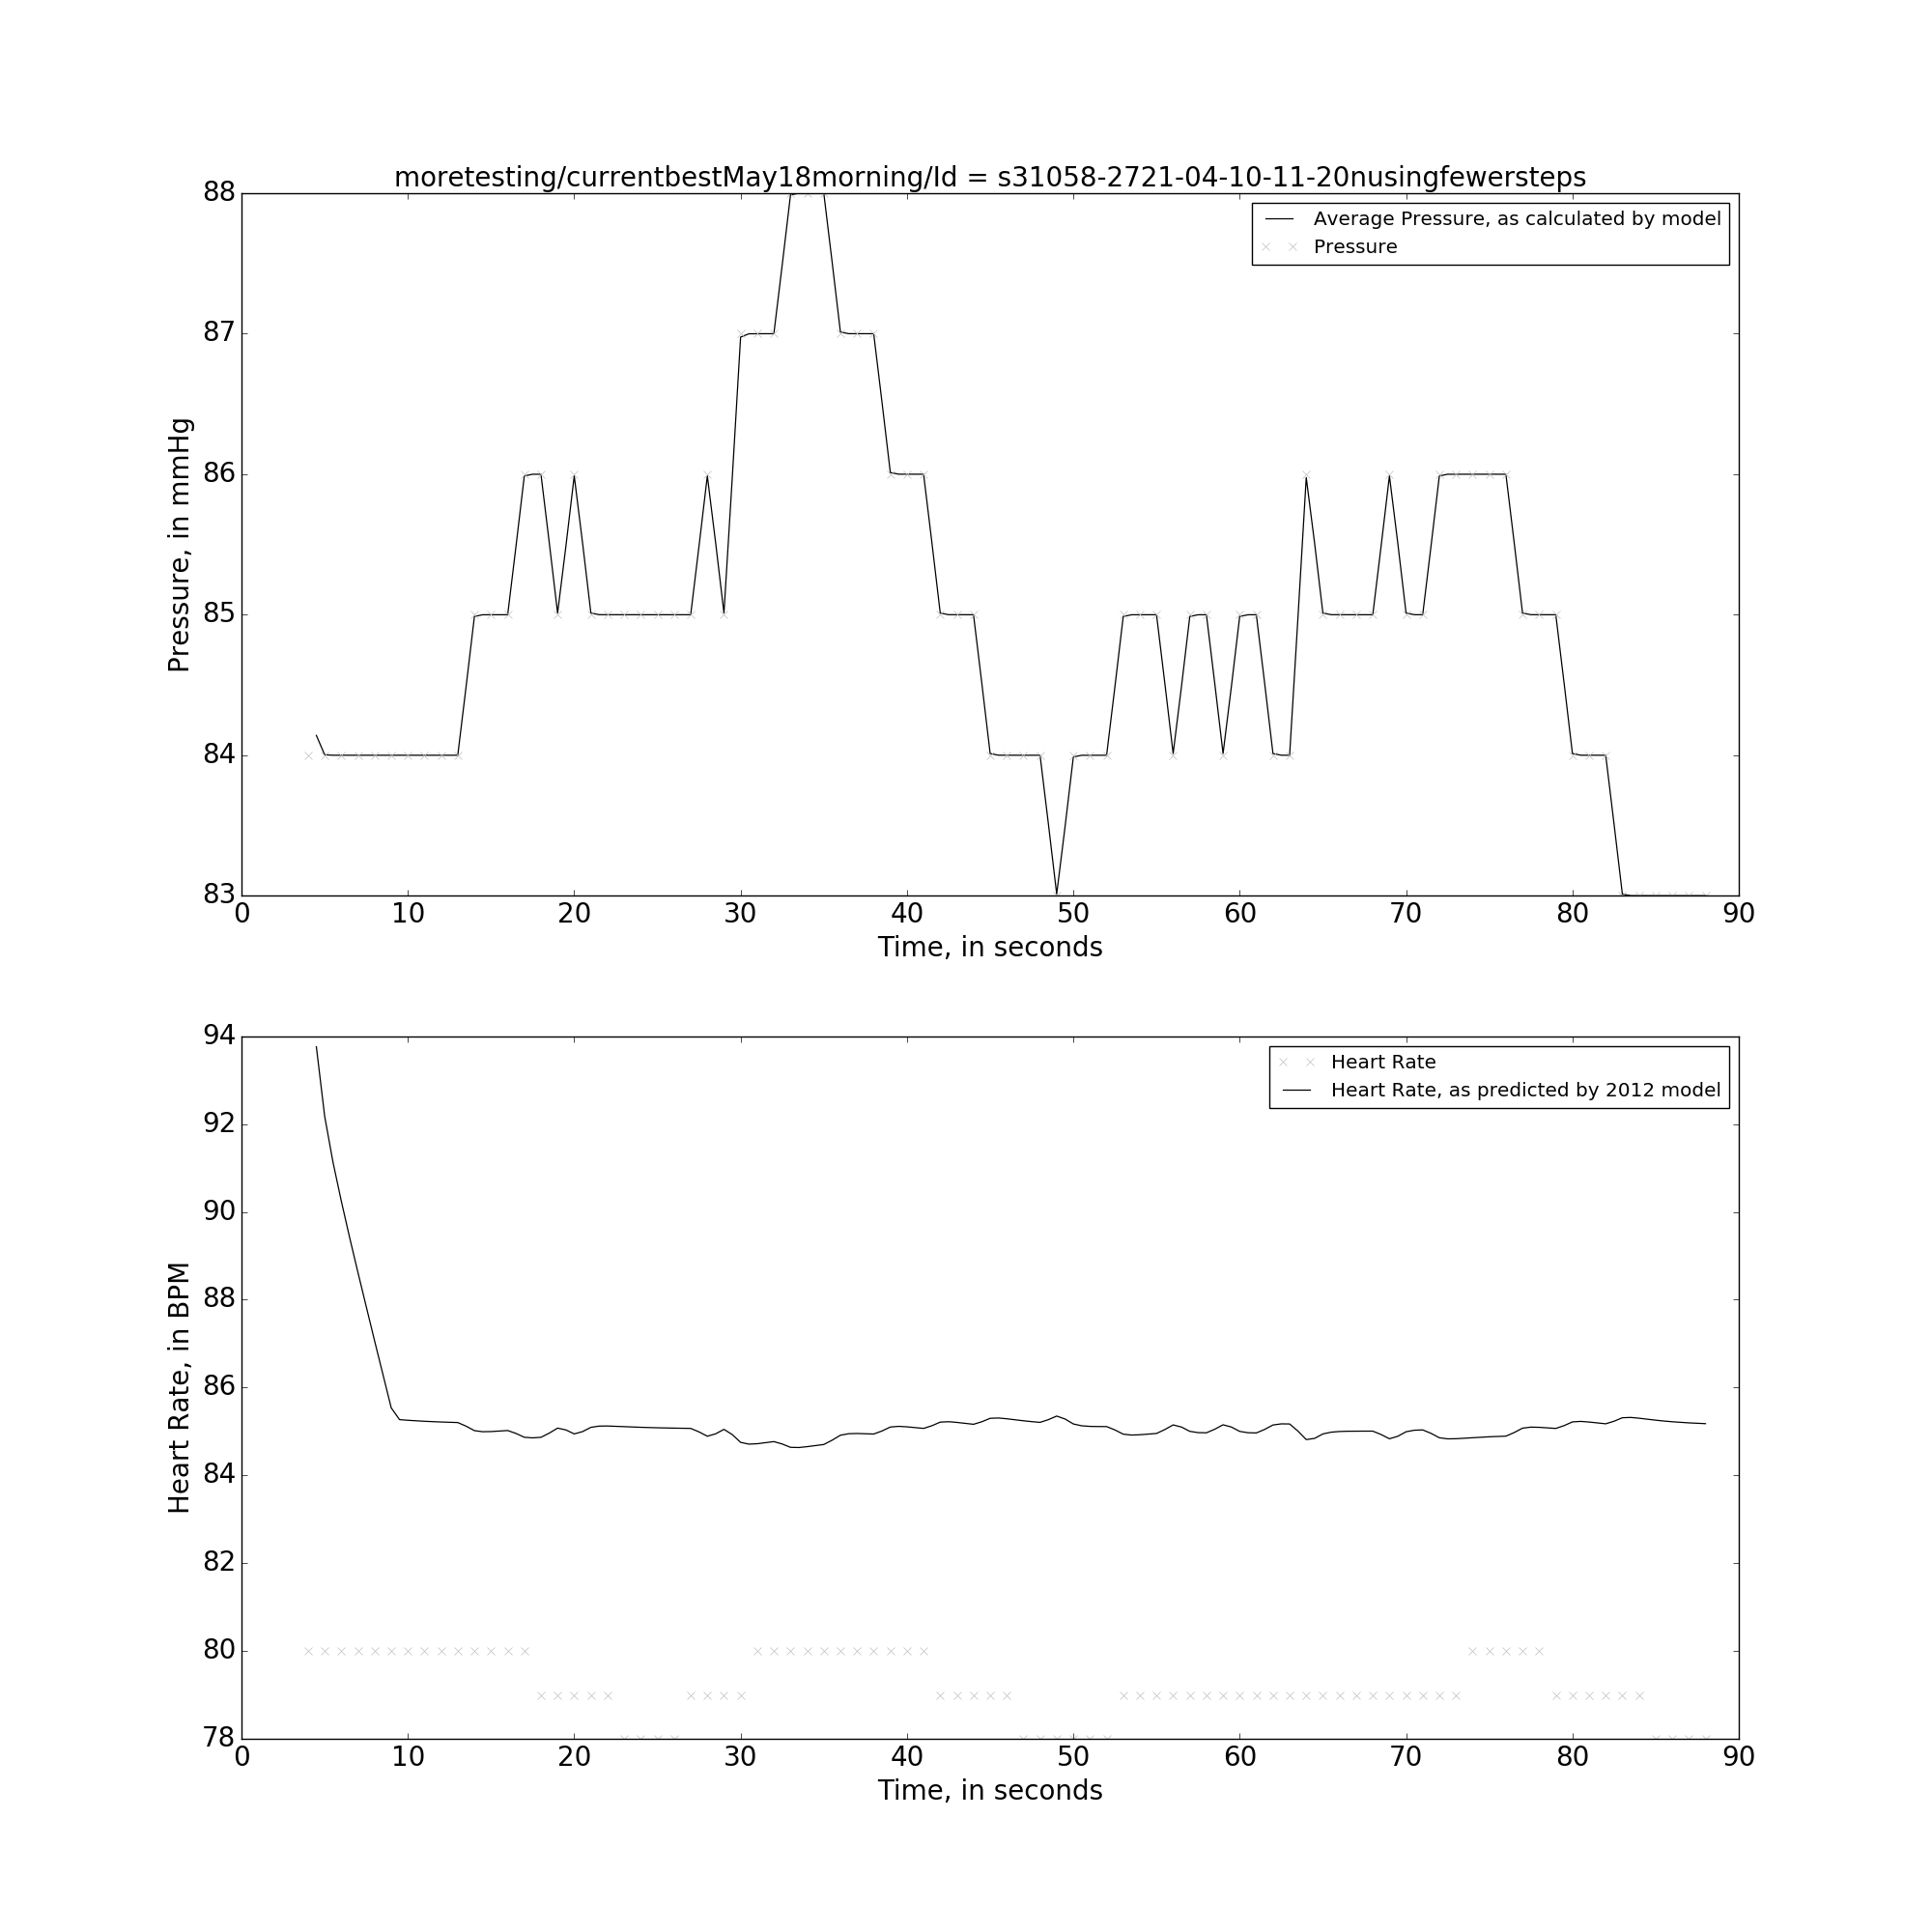 moretesting/currentbestMay18morning/Id = s31058-2721-04-10-11-20nusingfewersteps
88
87
86
85
84
83
Pressure, in mmHg
Average Pressure, as calculated by model
Pressure
0 10 20 30 40 50 60 70 80 90
Time, in seconds
94
92
90
88
86
84
82
80
78
Heart Rate, in BPM
Heart Rate
Heart Rate, as predicted by 2012 model
0 10 20 30 40 50 60 70 80 90
Time, in seconds